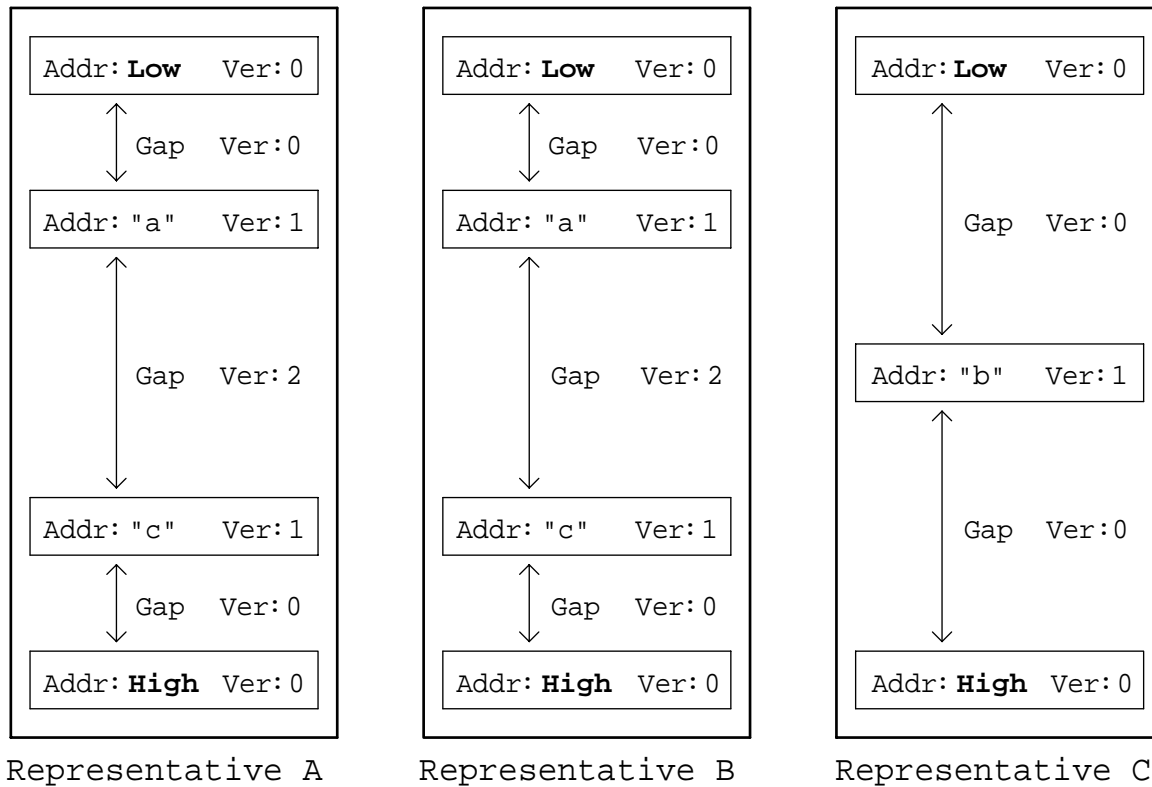 Addr: Low Ver: 0
Gap Ver: 0
Addr: "a" Ver: 1
Gap Ver: 2
Addr: "c" Ver: 1
Gap Ver: 0
Addr: High Ver: 0
Representative A
Addr: Low Ver: 0
Gap Ver: 0
Addr: "a" Ver: 1
Gap Ver: 2
Addr: "c" Ver: 1
Gap Ver: 0
Addr: High Ver: 0
Representative B
Addr: Low Ver: 0
Gap Ver: 0
Addr: "b" Ver: 1
Gap Ver: 0
Addr: High Ver: 0
Representative C